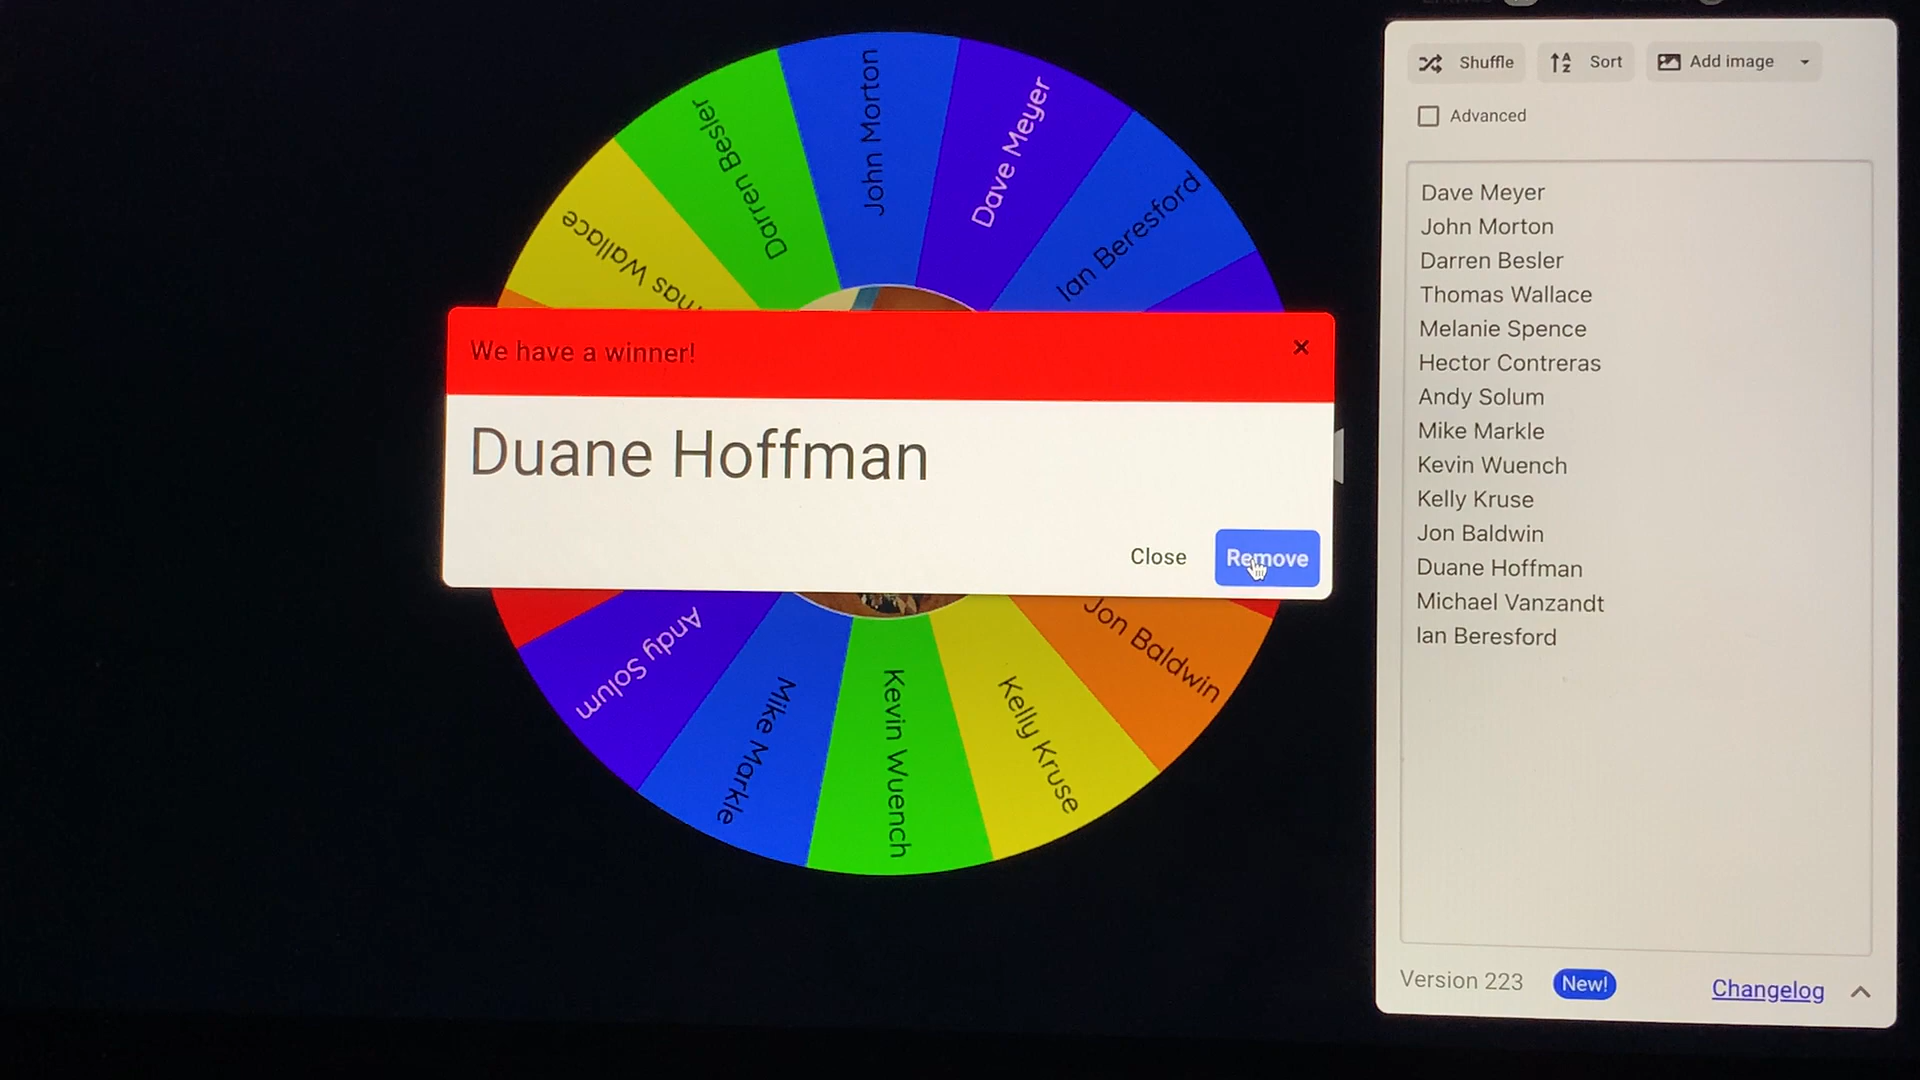 Shuffle
Sort
Add image
Advanced
Dave Meyer
John Morton
Darren Besler
Thomas Wallace
Melanie Spence
Hector Contreras
Andy Solum
Mike Markle
Kevin Wuench
Kelly Kruse
Jon Baldwin
Duane Hoffman
Michael Vanzandt
Ian Beresford
Version 223
New!
Changelog
John Morton
Dave Meyer
Ian Beresford
Darren Besler
Wallace
We have a winner!
Duane Hoffman
Close
Remove
Andy Solum
Mike Markle
Kevin Wuench
Kelly Kruse
Jon Baldwin